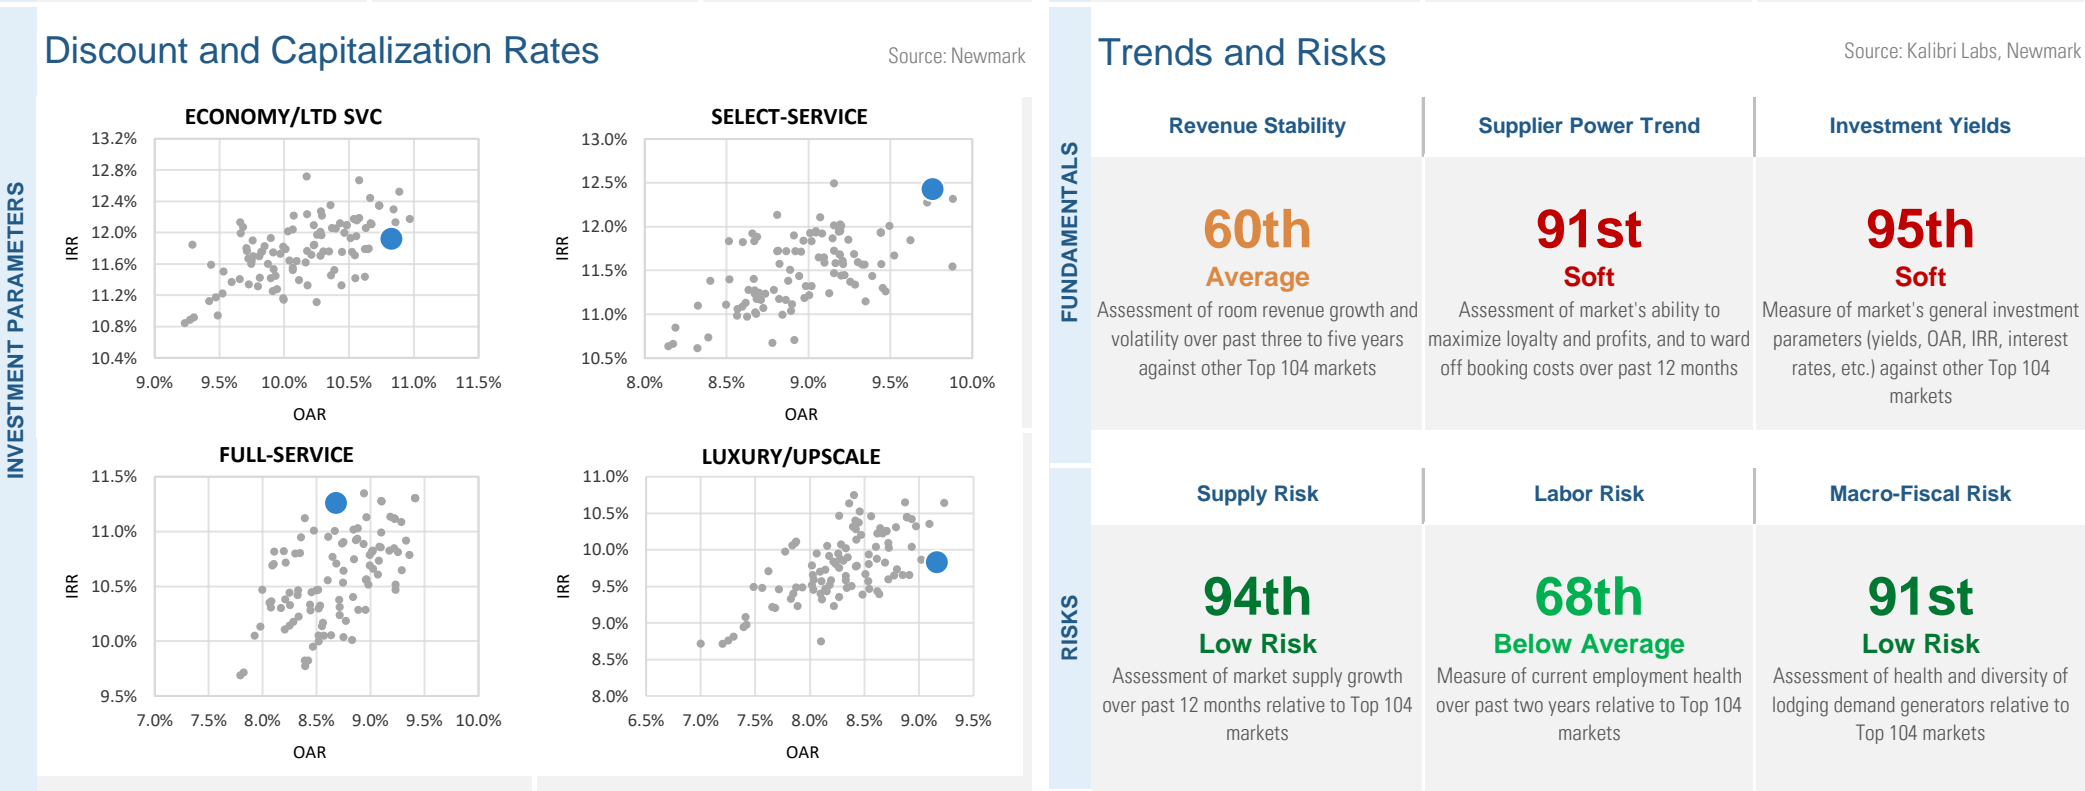 INVESTMENT PARAMETERS
Discount and Capitalization Rates
Source: Newmark
ECONOMY/LTD SVC
13.2%
12.8%
12.4%
12.0%
11.6%
11.2%
10.8%
10.4%
IRR
9.0% 9.5% 10.0% 10.5% 11.0% 11.5%
OAR
SELECT-SERVICE
13.0%
12.5%
12.0%
11.5%
11.0%
10.5%
IRR
8.0% 8.5% 9.0% 9.5% 10.0%
OAR
FULL-SERVICE
11.5%
11.0%
10.5%
10.0%
9.5%
IRR
7.0% 7.5% 8.0% 8.5% 9.0% 9.5% 10.0%
OAR
LUXURY/UPSCALE
11.0%
10.5%
10.0%
9.5%
9.0%
8.5%
8.0%
IRR
6.5% 7.0% 7.5% 8.0% 8.5% 9.0% 9.5%
OAR
Trends and Risks
Source: Kalibri Labs, Newmark
FUNDAMENTALS
Revenue Stability
60th
Average
Assessment of room revenue growth and
volatility over past three to five years
against other Top 104 markets
Supplier Power Trend
91st
Soft
Assessment of market's ability to
maximize loyalty and profits, and to ward
off booking costs over past 12 months
Investment Yields
95th
Soft
Measure of market's general investment
parameters (yields, OAR, IRR, interest
rates, etc.) against other Top 104
markets
RISKS
Supply Risk
94th
Low Risk
Assessment of market supply growth
over past 12 months relative to Top 104
markets
Labor Risk
68th
Below Average
Measure of current employment health
over past two years relative to Top 104
markets
Macro-Fiscal Risk
91st
Low Risk
Assessment of health and diversity of
lodging demand generators relative to
Top 104 markets